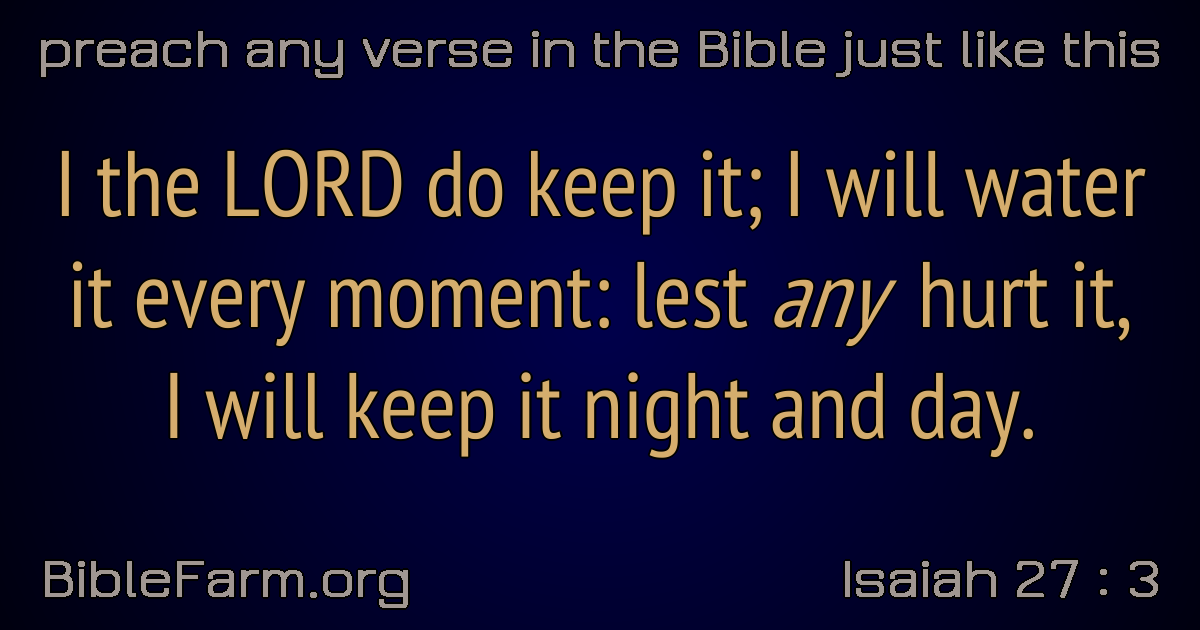 preach any verse in the Bible just like this
I the LORD do keep it; I will water
it every moment: lest any hurt it,
I will keep it night and day.
BibleFarm.org
Isaiah 27 : 3